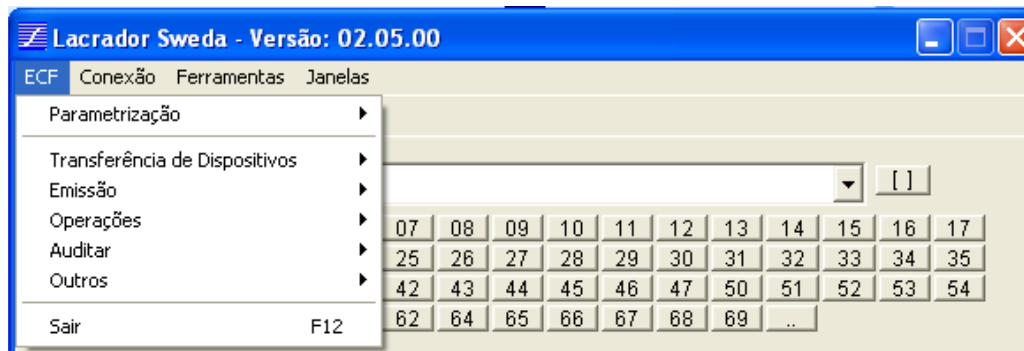 Lacrador Sweda - Versão: 02.05.00
ECF Conexão Ferramentas Janelas
Parametrização
Transferência de Dispositivos
Emissão
[ ]
Operações
07 08 09 10 11 12 13 14 15 16 17
Auditar
25 26 27 28 29 30 31 32 33 34 35
Outros
42 43 44 45 46 47 50 51 52 53 54
Sair F12
62 64 65 66 67 68 69 ..